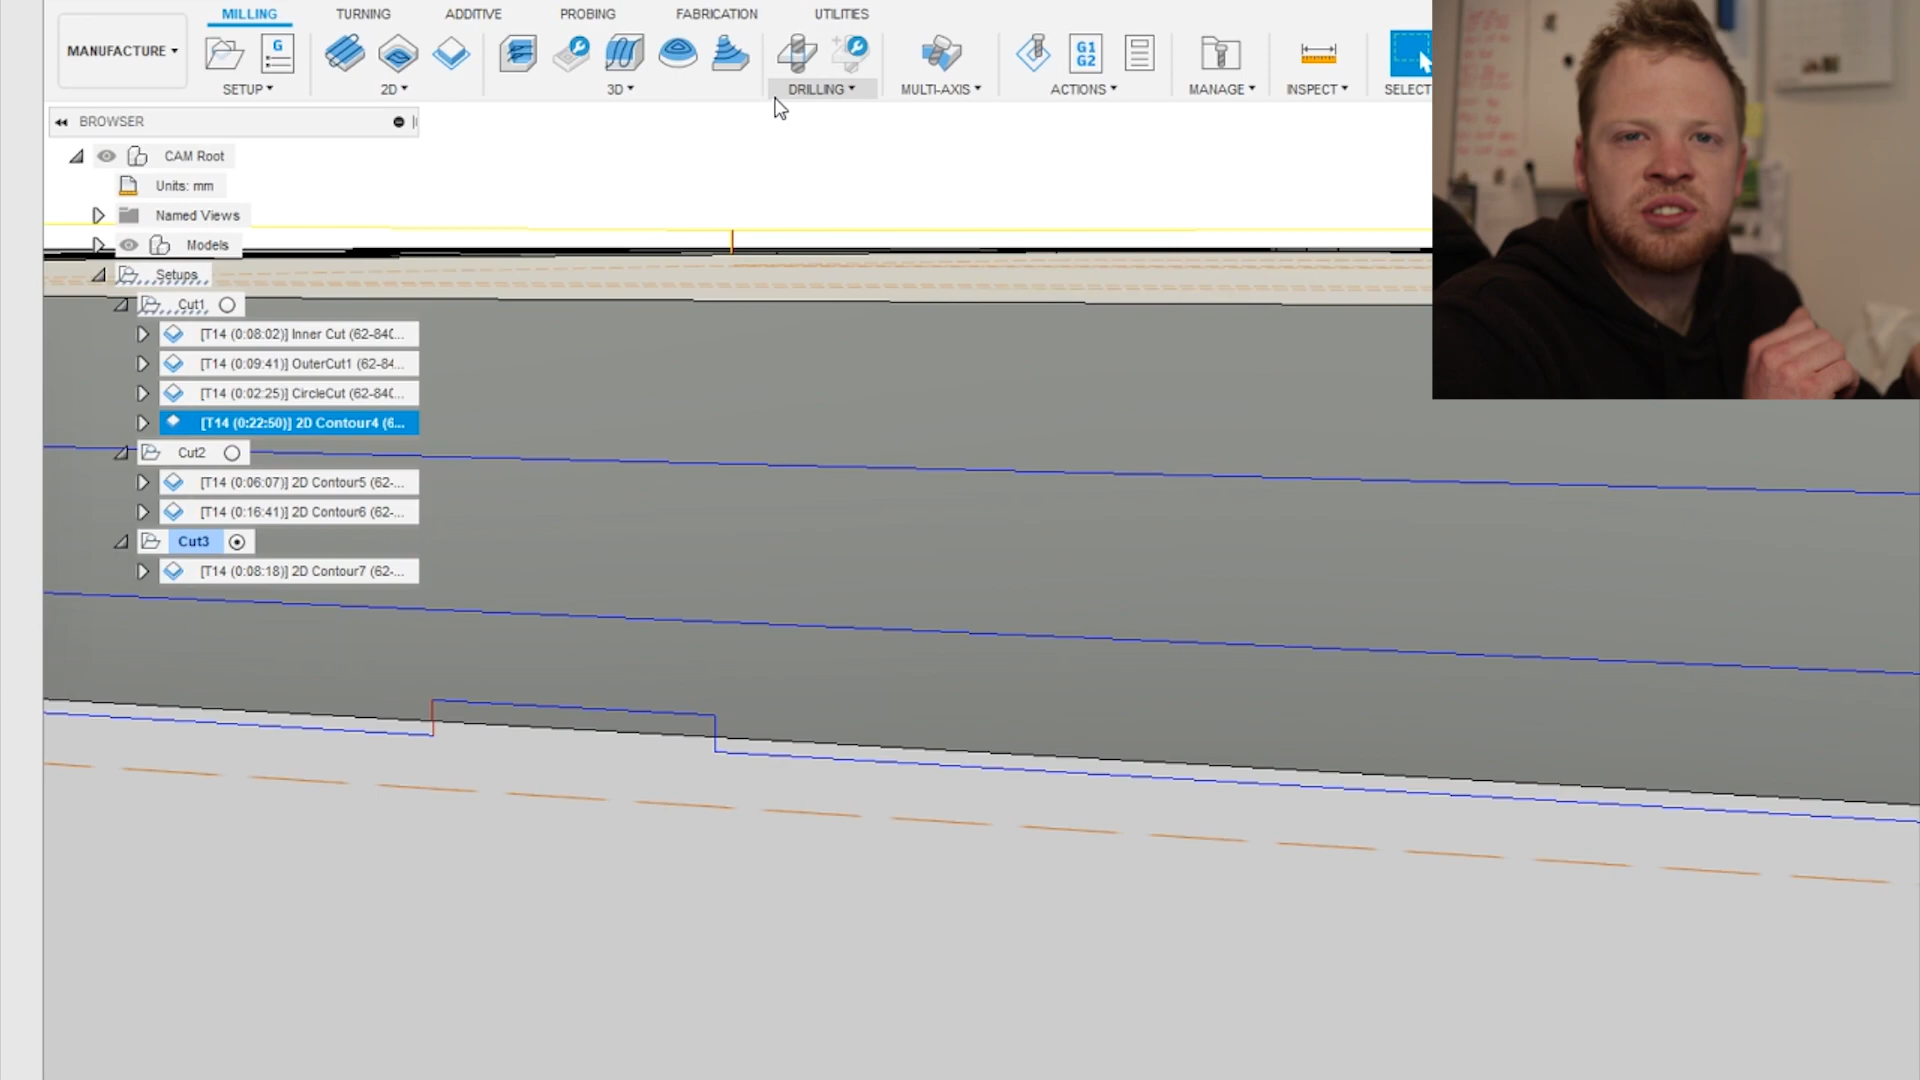 MILLING TURNING ADDITIVE PROBING FABRICATION UTILITIES
MANUFACTURE
G
G1
G2
SETUP 2D 3D DRILLING MULTI-AXIS ACTIONS MANAGE INSPECT SELECT
BROWSER
CAM Root
Units: mm
Named Views
Models
Setups
Cut1
[T14 (0:08:02)] Inner Cut (62-840...
[T14 (0:09:41)] OuterCut1 (62-84...
[T14 (0:02:25)] CircleCut (62-840...
[T14 (0:22:50)] 2D Contour4 (6...
Cut2
[T14 (0:06:07)] 2D Contour5 (62-...
[T14 (0:16:41)] 2D Contour6 (62-...
Cut3
[T14 (0:08:18)] 2D Contour7 (62-...